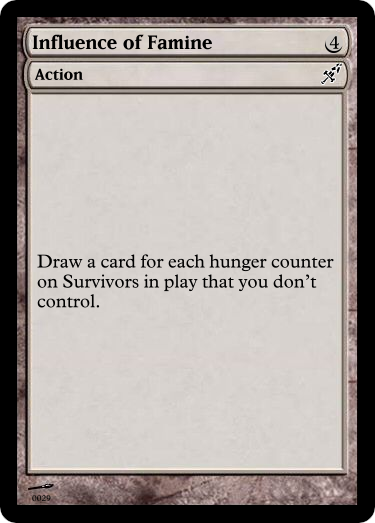 Influence of Famine 4
Action
Draw a card for each hunger counter
on Survivors in play that you don't
control.
0029